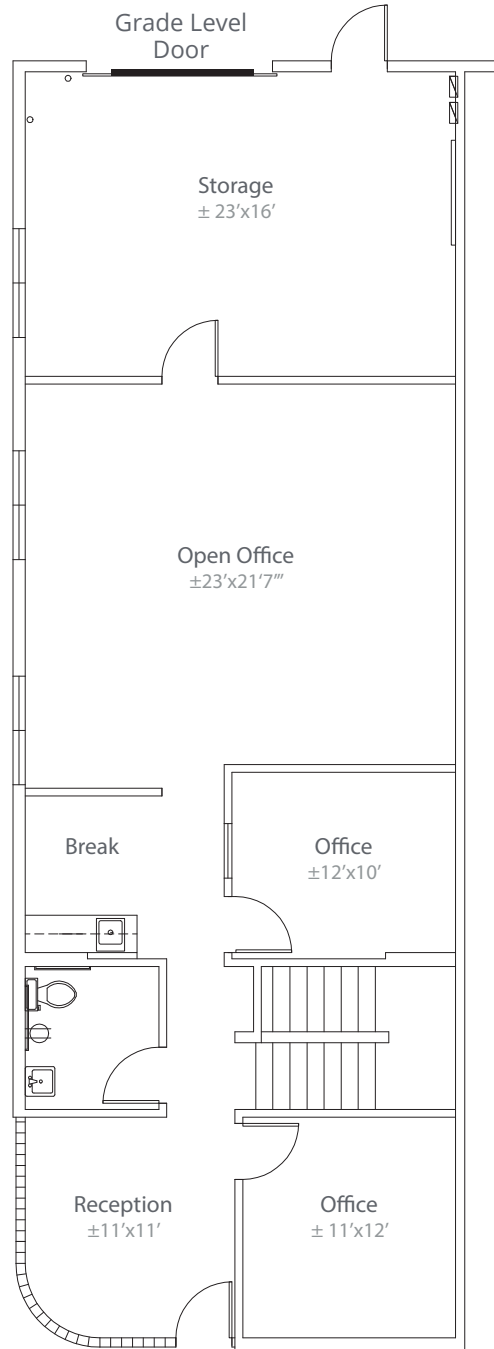 Grade Level
Door
Storage
± 23’x16’
Open Office
±23’x21‘7”’
Break
Office
±12’x10’
Reception
±11’x11’
Office
± 11’x12’